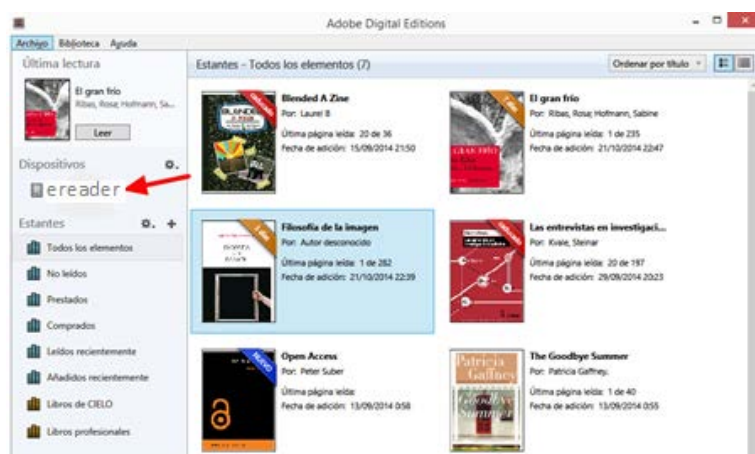 Adobe Digital Editions
Archivo Biblioteca Ayuda
Última lectura
El gran frío
Ribas, Rosa; Hofmann, Sabine
Leer
Dispositivos
ereader
Estantes
Todos los elementos
No leídos
Prestados
Comprados
Leídos recientemente
Añadidos recientemente
Libros de CIELO
Libros profesionales
Estantes - Todos los elementos (7)
Ordenar por título
Blended A Zine
Por: Laurel B
Última página leída: 20 de 36
Fecha de adición: 15/09/2014 21:50
El gran frío
Por: Ribas, Rosa; Hofmann, Sabine
Última página leída: 1 de 235
Fecha de adición: 21/10/2014 22:47
Filosofía de la imagen
Por: Autor desconocido
Última página leída: 1 de 282
Fecha de adición: 21/10/2014 22:39
Las entrevistas en investigaci...
Por: Kvale, Steinar
Última página leída: 20 de 197
Fecha de adición: 29/09/2014 20:23
NUEVO
Open Access
Por: Peter Suber
Última página leída:
Fecha de adición: 13/09/2014 0:58
Patricia
Gaffney
Goodbye
Summer
The Goodbye Summer
Por: Patricia Gaffney.
Última página leída: 1 de 40
Fecha de adición: 13/09/2014 0:55